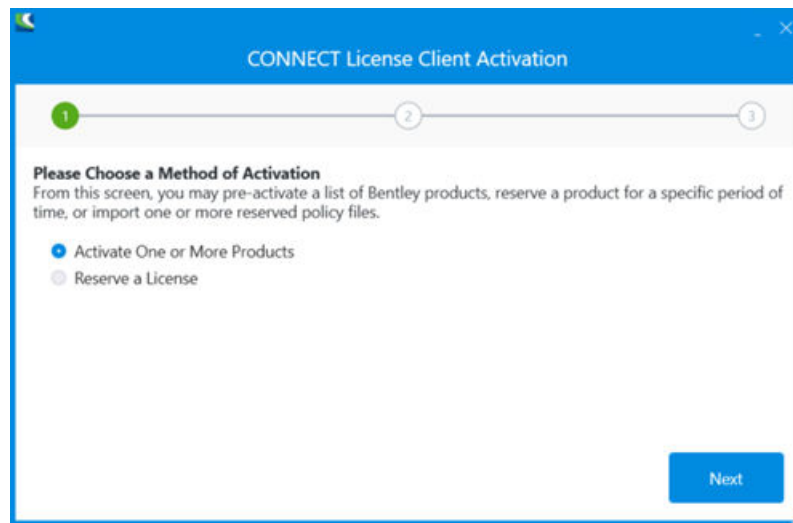 CONNECT License Client Activation
1 2 3
Please Choose a Method of Activation
From this screen, you may pre-activate a list of Bentley products, reserve a product for a specific period of
time, or import one or more reserved policy files.
Activate One or More Products
Reserve a License
Next